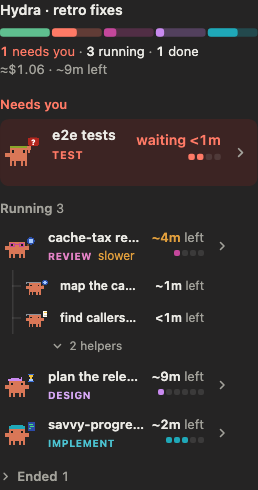 Hydra · retro fixes
1 needs you · 3 running · 1 done
≈$1.06 · ~9m left
Needs you
e2e tests
waiting <1m
TEST
Running 3
cache-tax re...
~4m left
REVIEW slower
map the ca...
~1m left
find callers...
<1m left
2 helpers
plan the rele...
~9m left
DESIGN
savvy-progre...
~2m left
IMPLEMENT
Ended 1